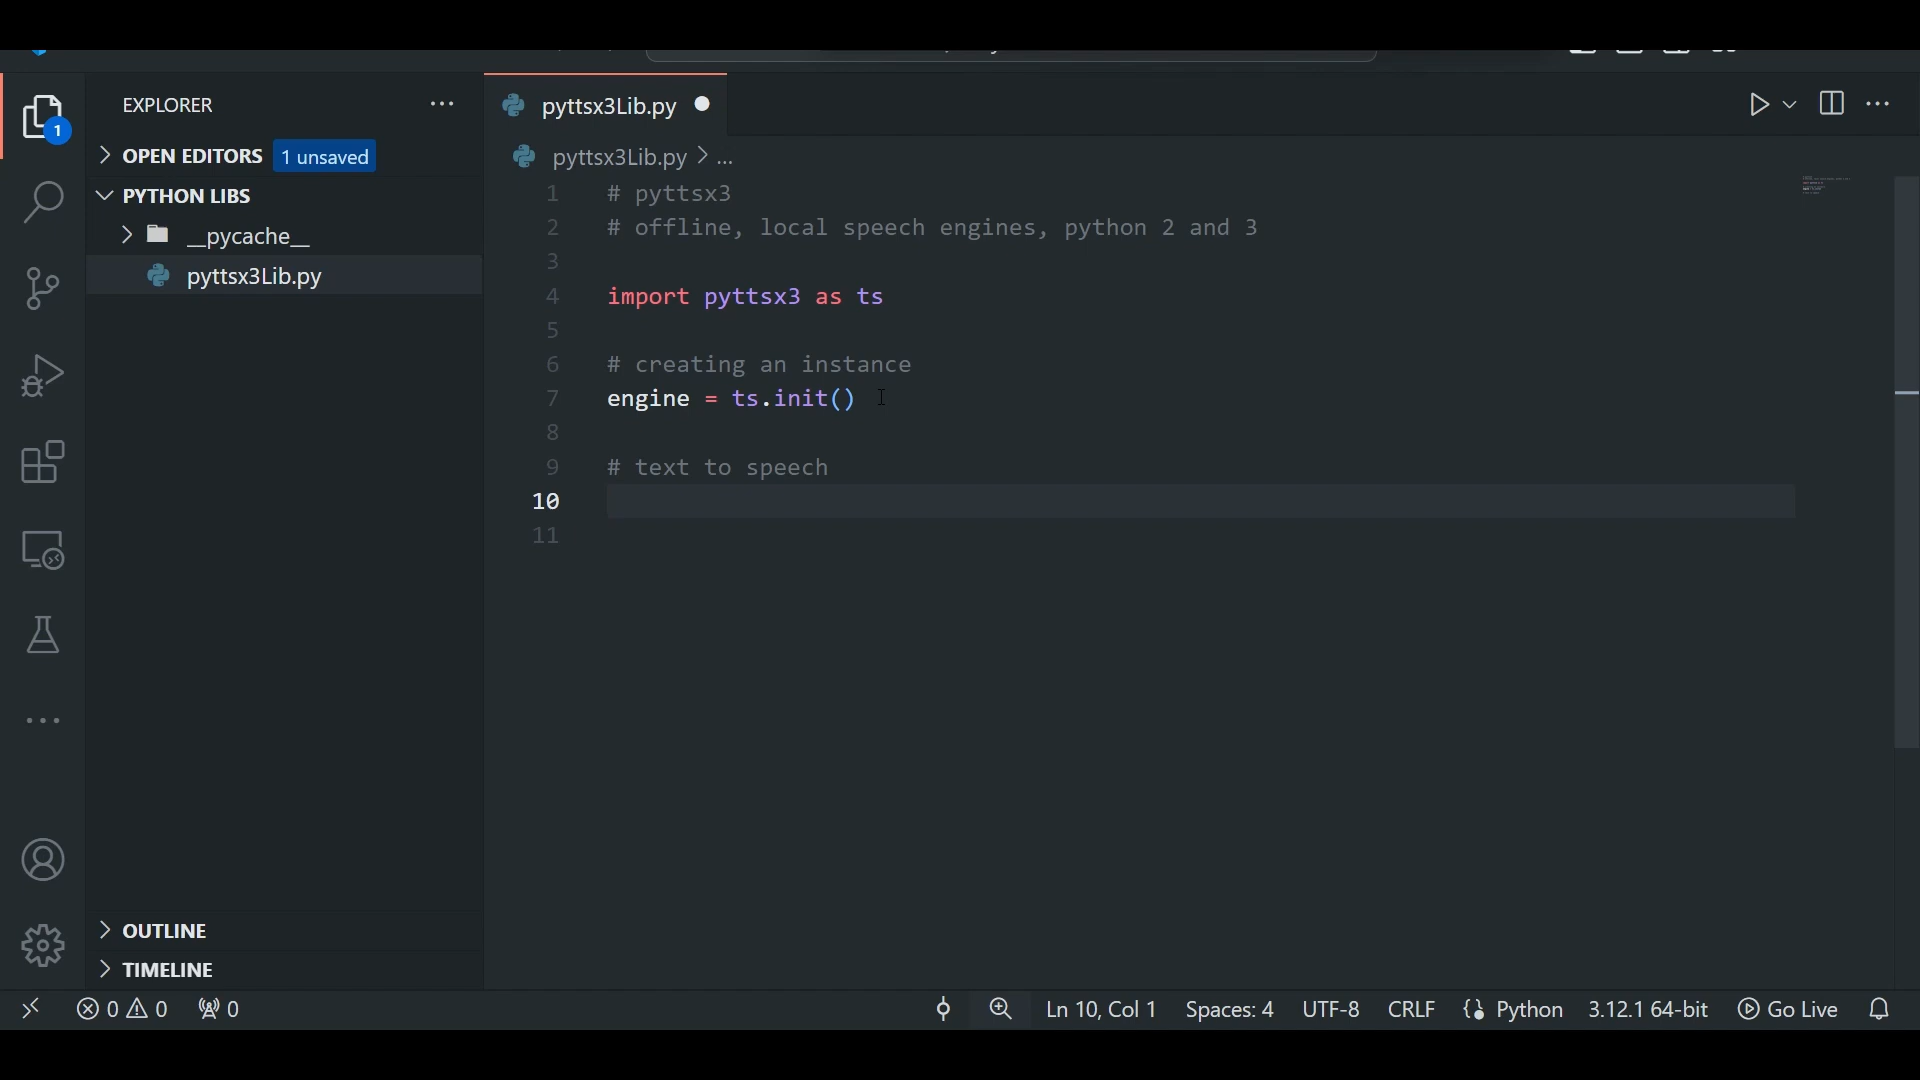 EXPLORER
1
OPEN EDITORS 1 unsaved
PYTHON LIBS
__pycache__
pyttsx3Lib.py
OUTLINE
TIMELINE
pyttsx3Lib.py
pyttsx3Lib.py > ...
1 # pyttsx3
2 # offline, local speech engines, python 2 and 3
3
4 import pyttsx3 as ts
5
6 # creating an instance
7 engine = ts.init()
8
9 # text to speech
10
11
0 0 0 Ln 10, Col 1 Spaces: 4 UTF-8 CRLF {} Python 3.12.1 64-bit Go Live